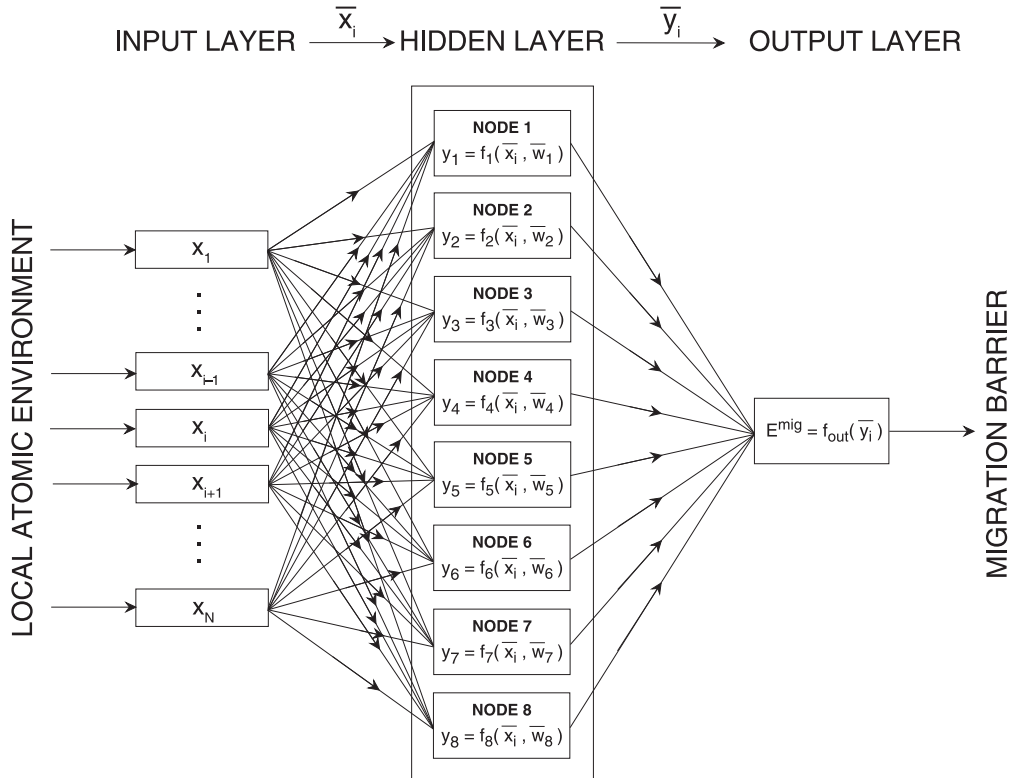 INPUT LAYER x̅ᵢ HIDDEN LAYER y̅ᵢ OUTPUT LAYER
LOCAL ATOMIC ENVIRONMENT
x₁
xᵢ₋₁
xᵢ
xᵢ₊₁
x_N
NODE 1
y₁ = f₁( x̅ᵢ , w̅₁ )
NODE 2
y₂ = f₂( x̅ᵢ , w̅₂ )
NODE 3
y₃ = f₃( x̅ᵢ , w̅₃ )
NODE 4
y₄ = f₄( x̅ᵢ , w̅₄ )
NODE 5
y₅ = f₅( x̅ᵢ , w̅₅ )
NODE 6
y₆ = f₆( x̅ᵢ , w̅₆ )
NODE 7
y₇ = f₇( x̅ᵢ , w̅₇ )
NODE 8
y₈ = f₈( x̅ᵢ , w̅₈ )
E^mig = f_out( y̅ᵢ )
MIGRATION BARRIER